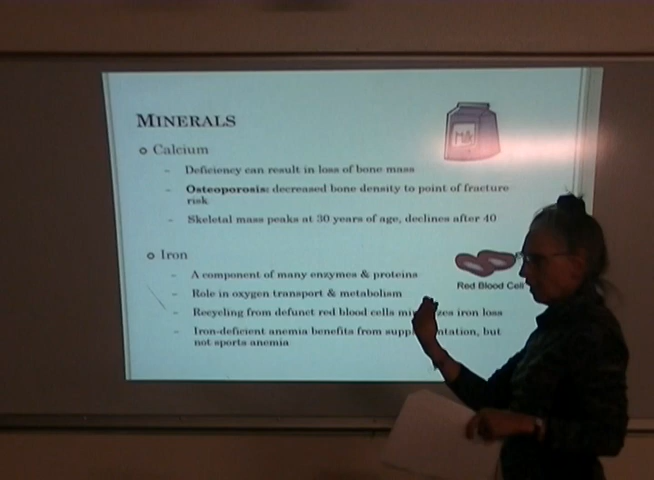 MINERALS
Milk
Calcium
– Deficiency can result in loss of bone mass
– Osteoporosis: decreased bone density to point of fracture
risk
– Skeletal mass peaks at 30 years of age, declines after 40
Iron
– A component of many enzymes & proteins
Red Blood Cell
– Role in oxygen transport & metabolism
– Recycling from defunct red blood cells iron loss
– Iron-deficient anemia benefits from but
not sports anemia